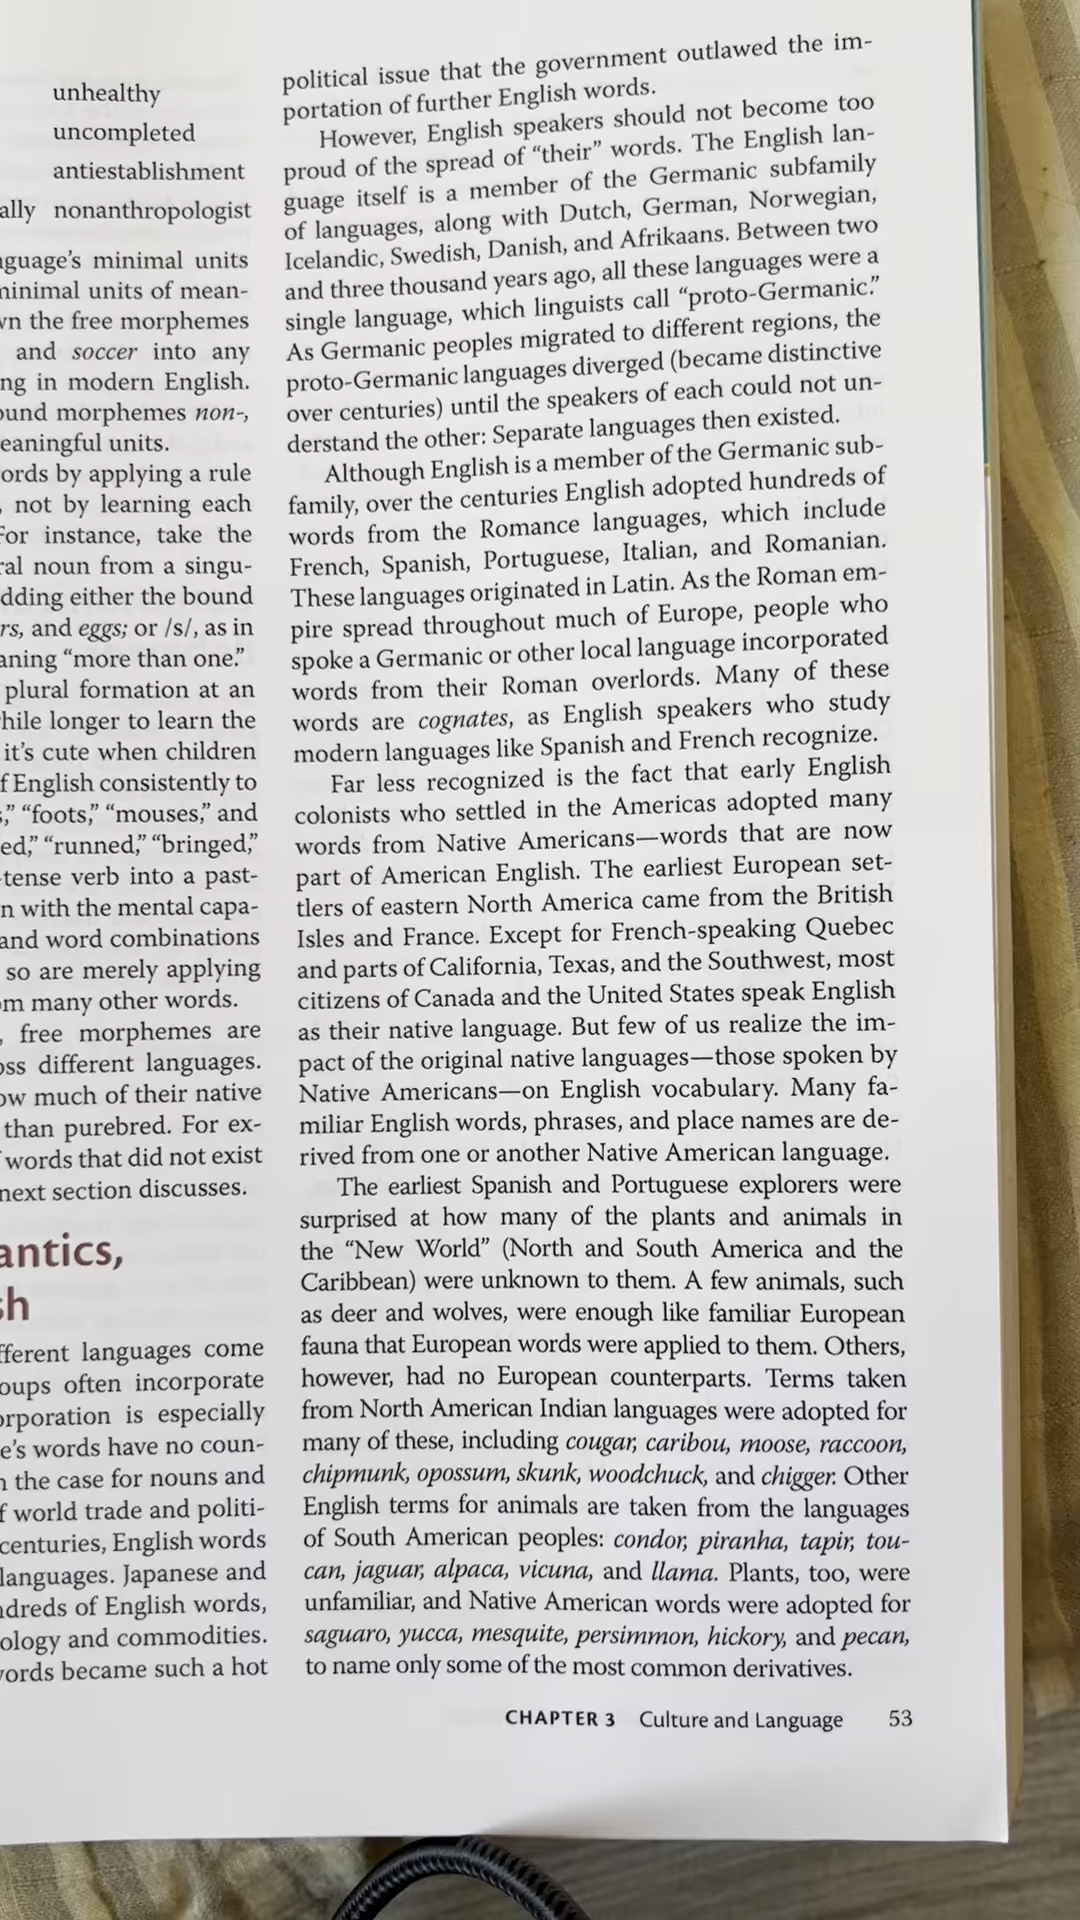 unhealthy
uncompleted
antiestablishment
nonanthropologist
minimal units
minimal units of mean-
the free morphemes
and soccer into any
in modern English.
morphemes non-,
units.
by applying a rule
not by learning each
For instance, take the
noun from a singu-
either the bound
and eggs; or /s/, as in
“more than one.”
plural formation at an
longer to learn the
it’s cute when children
English consistently to
“foots,” “mouses,” and
“runned,” “bringed,”
tense verb into a past-
with the mental capa-
and word combinations
so are merely applying
many other words.
, free morphemes are
different languages.
much of their native
than purebred. For ex-
words that did not exist
next section discusses.
languages come
often incorporate
is especially
words have no coun-
the case for nouns and
world trade and politi-
centuries, English words
languages. Japanese and
of English words,
and commodities.
became such a hot
political issue that the government outlawed the im-
portation of further English words.
However, English speakers should not become too
proud of the spread of “their” words. The English lan-
guage itself is a member of the Germanic subfamily
of languages, along with Dutch, German, Norwegian,
Icelandic, Swedish, Danish, and Afrikaans. Between two
and three thousand years ago, all these languages were a
single language, which linguists call “proto-Germanic.”
As Germanic peoples migrated to different regions, the
proto-Germanic languages diverged (became distinctive
over centuries) until the speakers of each could not un-
derstand the other: Separate languages then existed.
Although English is a member of the Germanic sub-
family, over the centuries English adopted hundreds of
words from the Romance languages, which include
French, Spanish, Portuguese, Italian, and Romanian.
These languages originated in Latin. As the Roman em-
pire spread throughout much of Europe, people who
spoke a Germanic or other local language incorporated
words from their Roman overlords. Many of these
words are cognates, as English speakers who study
modern languages like Spanish and French recognize.
Far less recognized is the fact that early English
colonists who settled in the Americas adopted many
words from Native Americans—words that are now
part of American English. The earliest European set-
tlers of eastern North America came from the British
Isles and France. Except for French-speaking Quebec
and parts of California, Texas, and the Southwest, most
citizens of Canada and the United States speak English
as their native language. But few of us realize the im-
pact of the original native languages—those spoken by
Native Americans—on English vocabulary. Many fa-
miliar English words, phrases, and place names are de-
rived from one or another Native American language.
The earliest Spanish and Portuguese explorers were
surprised at how many of the plants and animals in
the “New World” (North and South America and the
Caribbean) were unknown to them. A few animals, such
as deer and wolves, were enough like familiar European
fauna that European words were applied to them. Others,
however, had no European counterparts. Terms taken
from North American Indian languages were adopted for
many of these, including cougar, caribou, moose, raccoon,
chipmunk, opossum, skunk, woodchuck, and chigger. Other
English terms for animals are taken from the languages
of South American peoples: condor, piranha, tapir, tou-
can, jaguar, alpaca, vicuna, and llama. Plants, too, were
unfamiliar, and Native American words were adopted for
saguaro, yucca, mesquite, persimmon, hickory, and pecan,
to name only some of the most common derivatives.
CHAPTER 3 Culture and Language 53